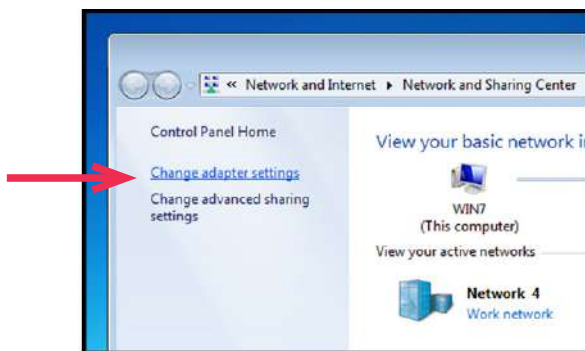 « Network and Internet ▸ Network and Sharing Center
Control Panel Home
Change adapter settings
Change advanced sharing
settings
View your basic network
WIN7
(This computer)
View your active networks
Network 4
Work network